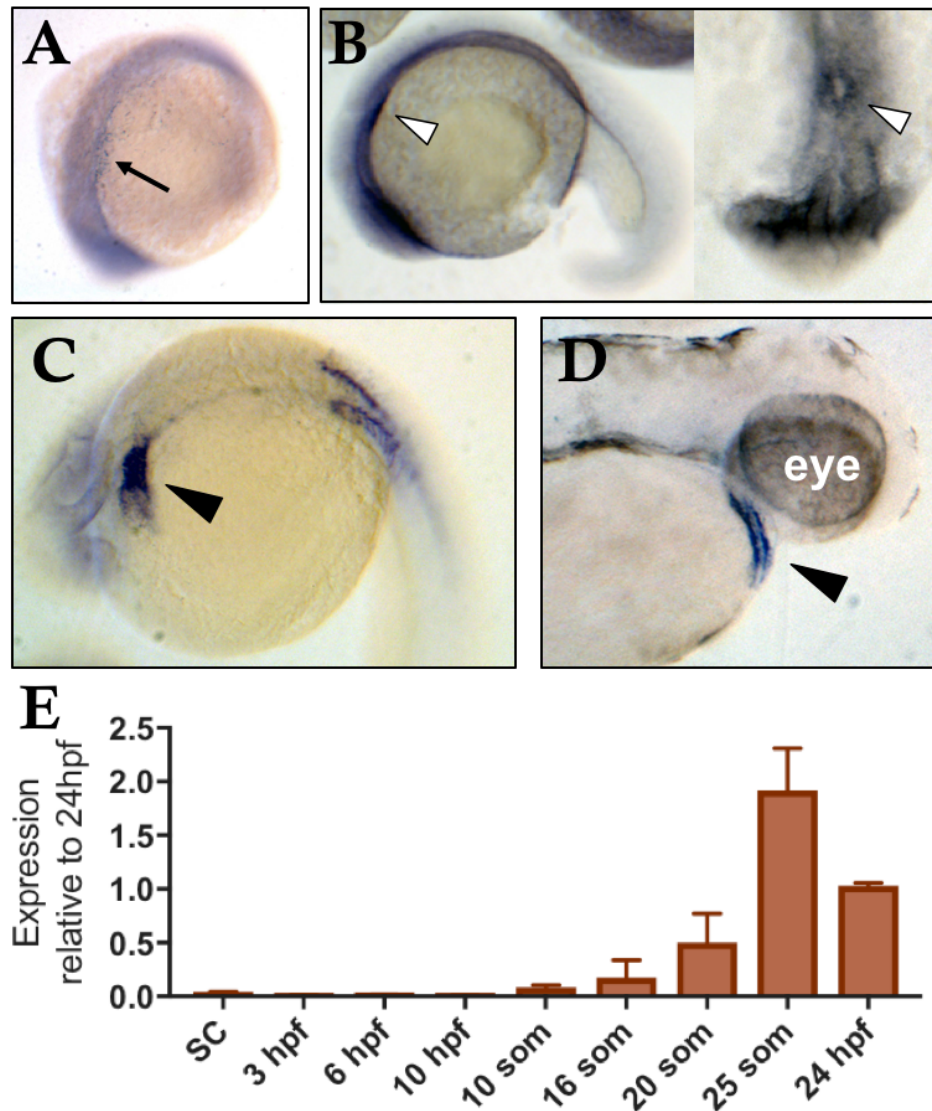 A
B
C
D
eye
E
Expression
relative to 24hpf
2.5
2.0
1.5
1.0
0.5
0.0
SC
3 hpf
6 hpf
10 hpf
10 som
16 som
20 som
25 som
24 hpf